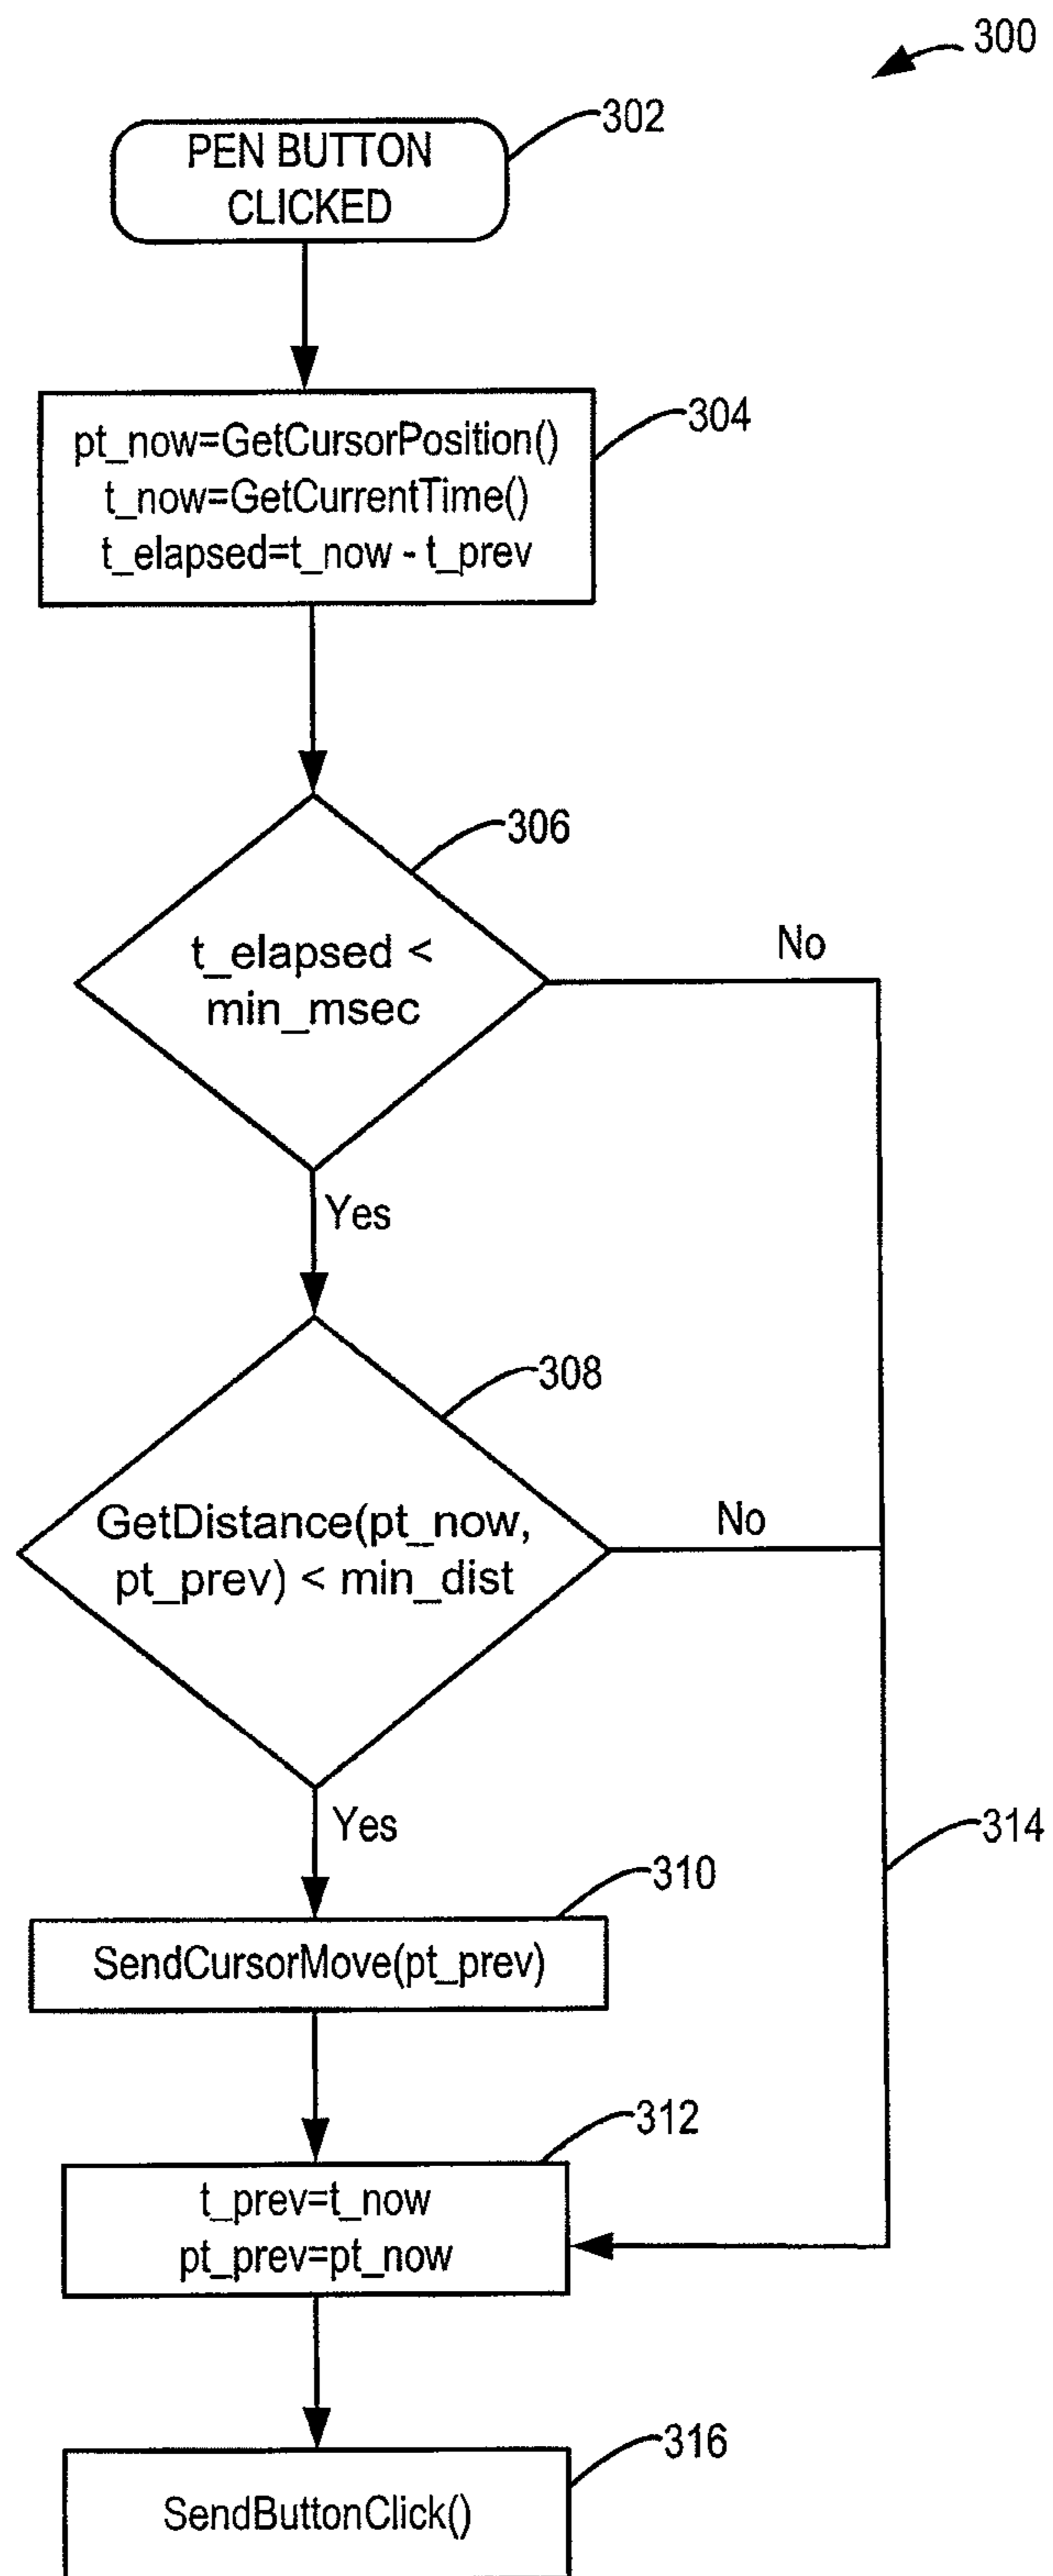 300
302
PEN BUTTON
CLICKED
304
pt_now=GetCursorPosition()
t_now=GetCurrentTime()
t_elapsed=t_now - t_prev
306
t_elapsed <
min_msec
No
Yes
308
GetDistance(pt_now,
pt_prev) < min_dist
No
Yes
314
310
SendCursorMove(pt_prev)
312
t_prev=t_now
pt_prev=pt_now
316
SendButtonClick()